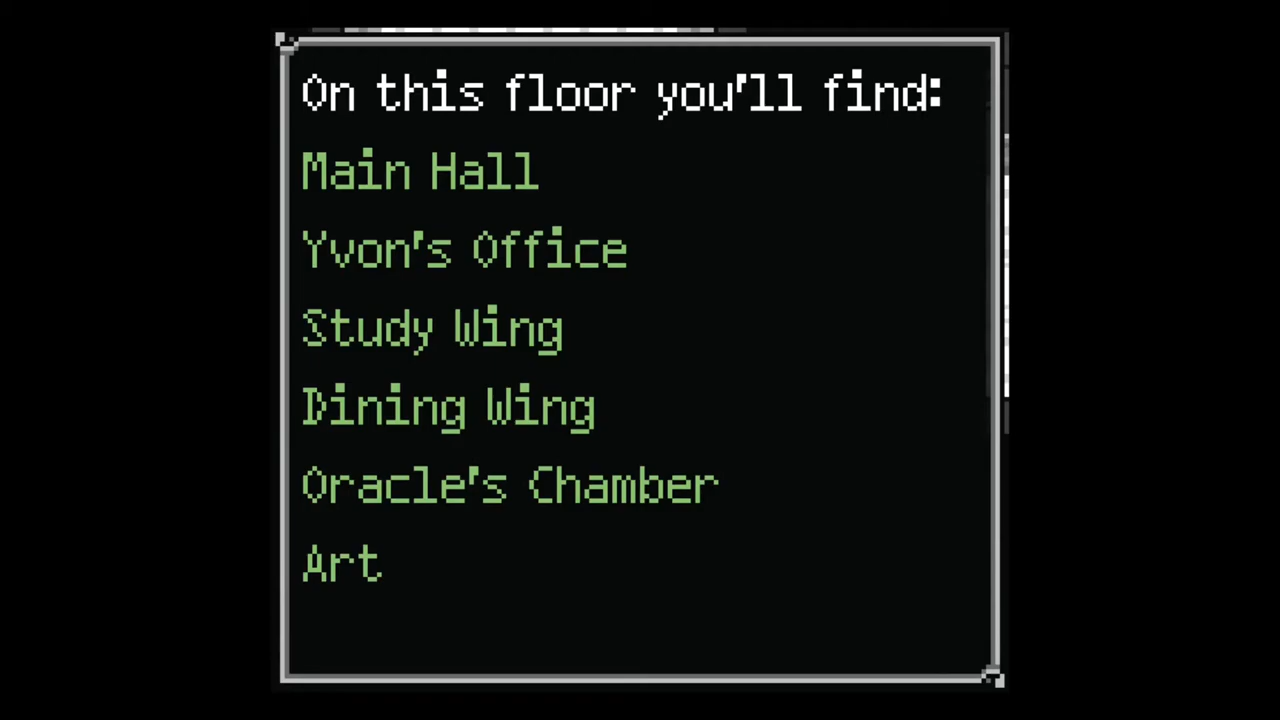 On this floor you'll find:
Main Hall
Yvon's Office
Study Wing
Dining Wing
Oracle's Chamber
Art